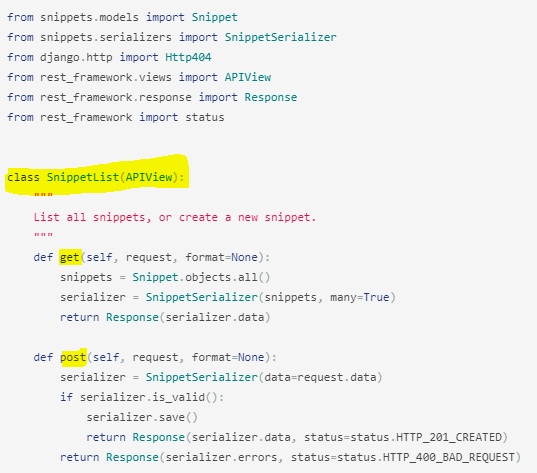 from snippets.models import Snippet
from snippets.serializers import SnippetSerializer
from django.http import Http404
from rest_framework.views import APIView
from rest_framework.response import Response
from rest_framework import status
class SnippetList(APIView):
    """
    List all snippets, or create a new snippet.
    """
    def get(self, request, format=None):
        snippets = Snippet.objects.all()
        serializer = SnippetSerializer(snippets, many=True)
        return Response(serializer.data)
    def post(self, request, format=None):
        serializer = SnippetSerializer(data=request.data)
        if serializer.is_valid():
            serializer.save()
            return Response(serializer.data, status=status.HTTP_201_CREATED)
        return Response(serializer.errors, status=status.HTTP_400_BAD_REQUEST)